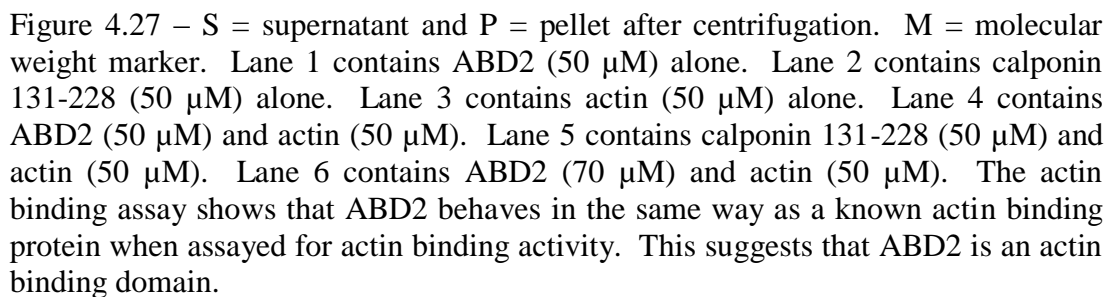 Figure 4.27 – S = supernatant and P = pellet after centrifugation. M = molecular
weight marker. Lane 1 contains ABD2 (50 µM) alone. Lane 2 contains calponin
131-228 (50 µM) alone. Lane 3 contains actin (50 µM) alone. Lane 4 contains
ABD2 (50 µM) and actin (50 µM). Lane 5 contains calponin 131-228 (50 µM) and
actin (50 µM). Lane 6 contains ABD2 (70 µM) and actin (50 µM). The actin
binding assay shows that ABD2 behaves in the same way as a known actin binding
protein when assayed for actin binding activity. This suggests that ABD2 is an actin
binding domain.